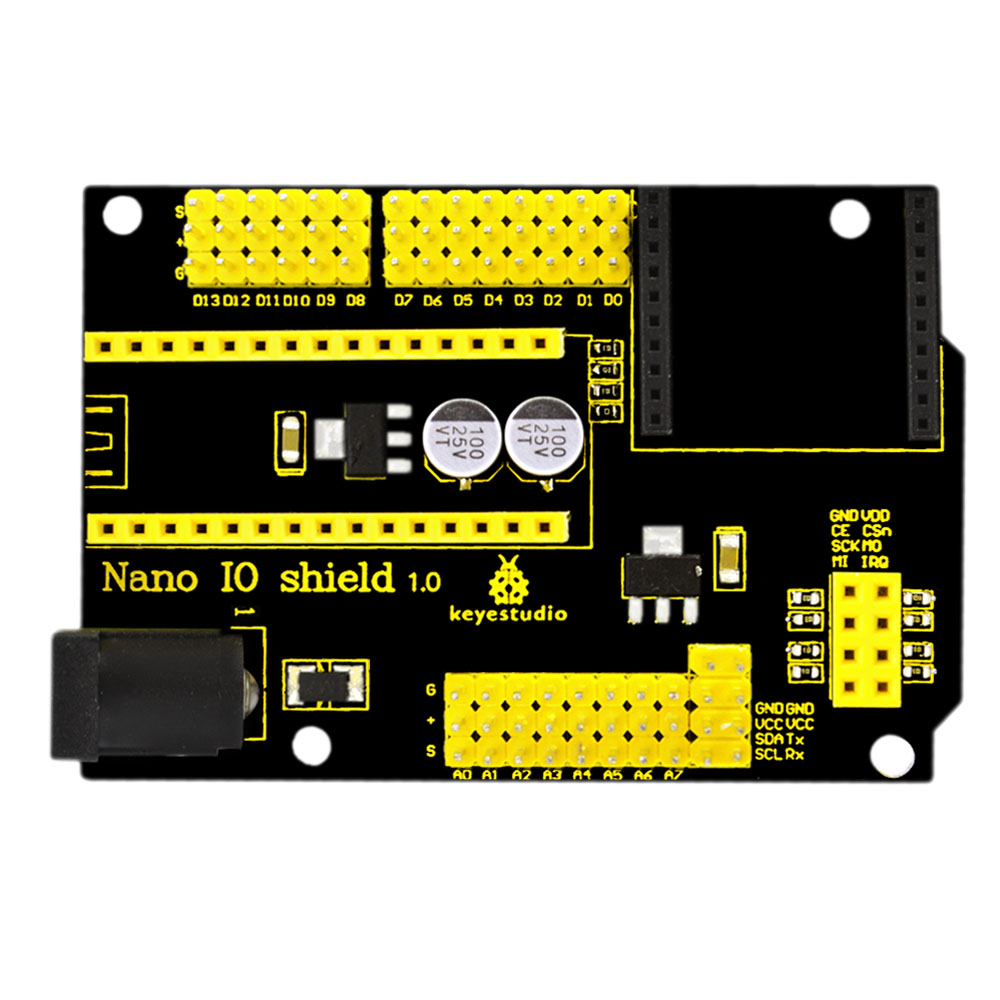 S
+
G
D13 D12 D11 D10 D9 D8 D7 D6 D5 D4 D3 D2 D1 D0
100
25V
VT
100
25V
VT
GND VDD
CE CSn
SCK MO
MI IRQ
Nano IO shield 1.0
keyestudio
1
G
+
S
GND GND
VCC VCC
SDA Tx
SCL Rx
A0 A1 A2 A3 A4 A5 A6 A7